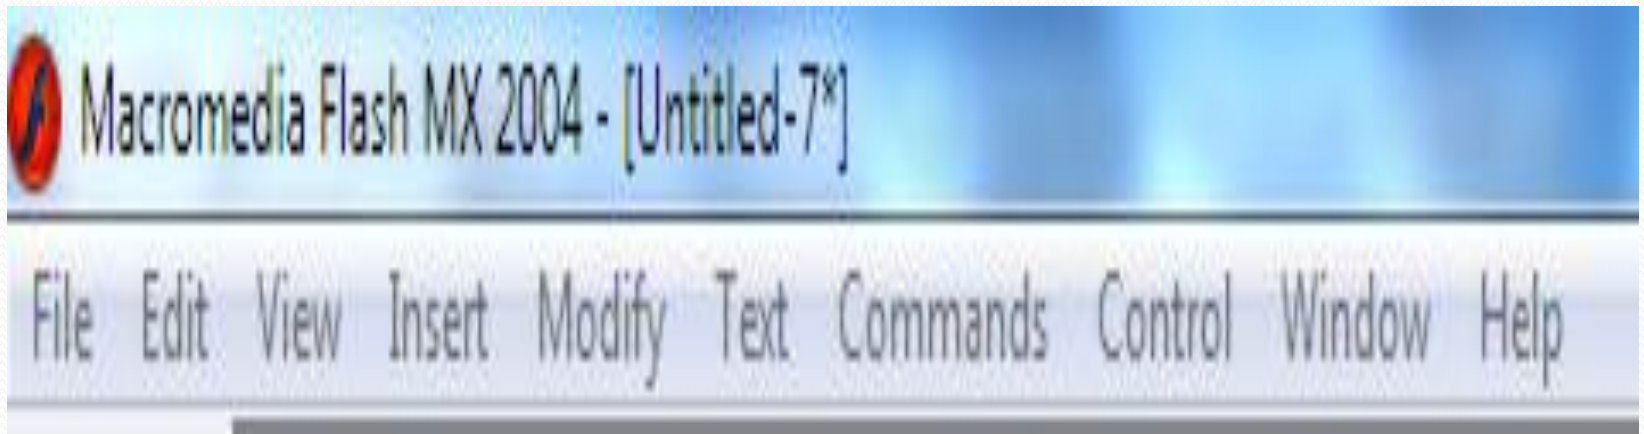 Macromedia Flash MX 2004 - [Untitled-7*]
File Edit View Insert Modify Text Commands Control Window Help